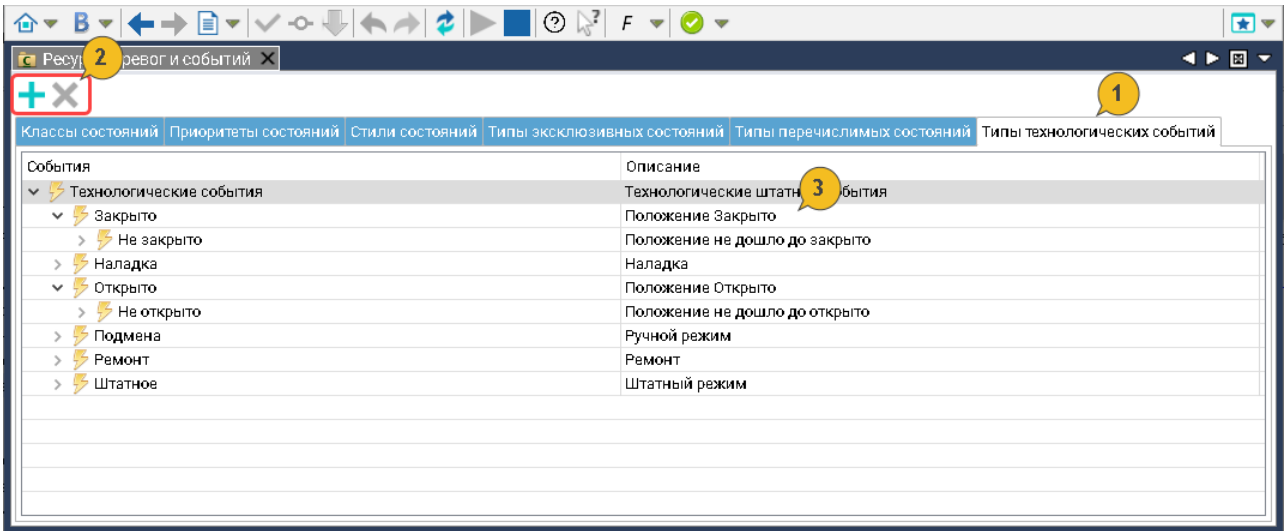 B F
2
Ресу ревог и событий
1
Классы состояний Приоритеты состояний Стили состояний Типы эксклюзивных состояний Типы перечислимых состояний Типы технологических событий
События Описание
Технологические события Технологические штатн 3 бытия
Закрыто Положение Закрыто
Не закрыто Положение не дошло до закрыто
Наладка Наладка
Открыто Положение Открыто
Не открыто Положение не дошло до открыто
Подмена Ручной режим
Ремонт Ремонт
Штатное Штатный режим